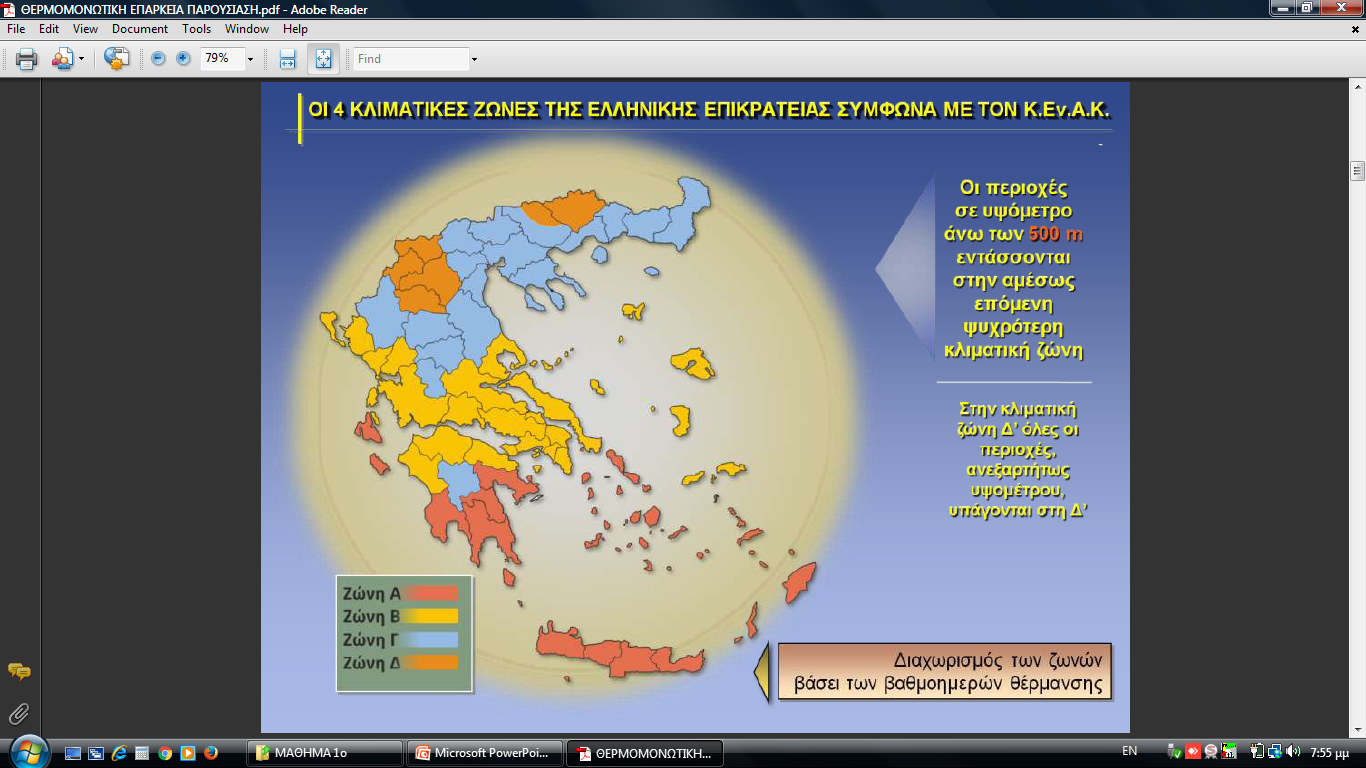 ΘΕΡΜΟΜΟΝΩΤΙΚΗ ΕΠΑΡΚΕΙΑ ΠΑΡΟΥΣΙΑΣΗ.pdf - Adobe Reader
File Edit View Document Tools Window Help
79% Find
ΟΙ 4 ΚΛΙΜΑΤΙΚΕΣ ΖΩΝΕΣ ΤΗΣ ΕΛΛΗΝΙΚΗΣ ΕΠΙΚΡΑΤΕΙΑΣ ΣΥΜΦΩΝΑ ΜΕ ΤΟΝ Κ.Εν.Α.Κ.
Οι περιοχές
σε υψόμετρο
άνω των 500 m
εντάσσονται
στην αμέσως
επόμενη
ψυχρότερη
κλιματική ζώνη
Στην κλιματική
ζώνη Δ' όλες οι
περιοχές,
ανεξαρτήτως
υψομέτρου,
υπάγονται στη Δ'
Ζώνη Α
Ζώνη Β
Ζώνη Γ
Ζώνη Δ
Διαχωρισμός των ζωνών
βάσει των βαθμοημερών θέρμανσης
ΜΑΘΗΜΑ 1ο
Microsoft PowerPoi...
ΘΕΡΜΟΜΟΝΩΤΙΚΗ...
EN
7:55 μμ